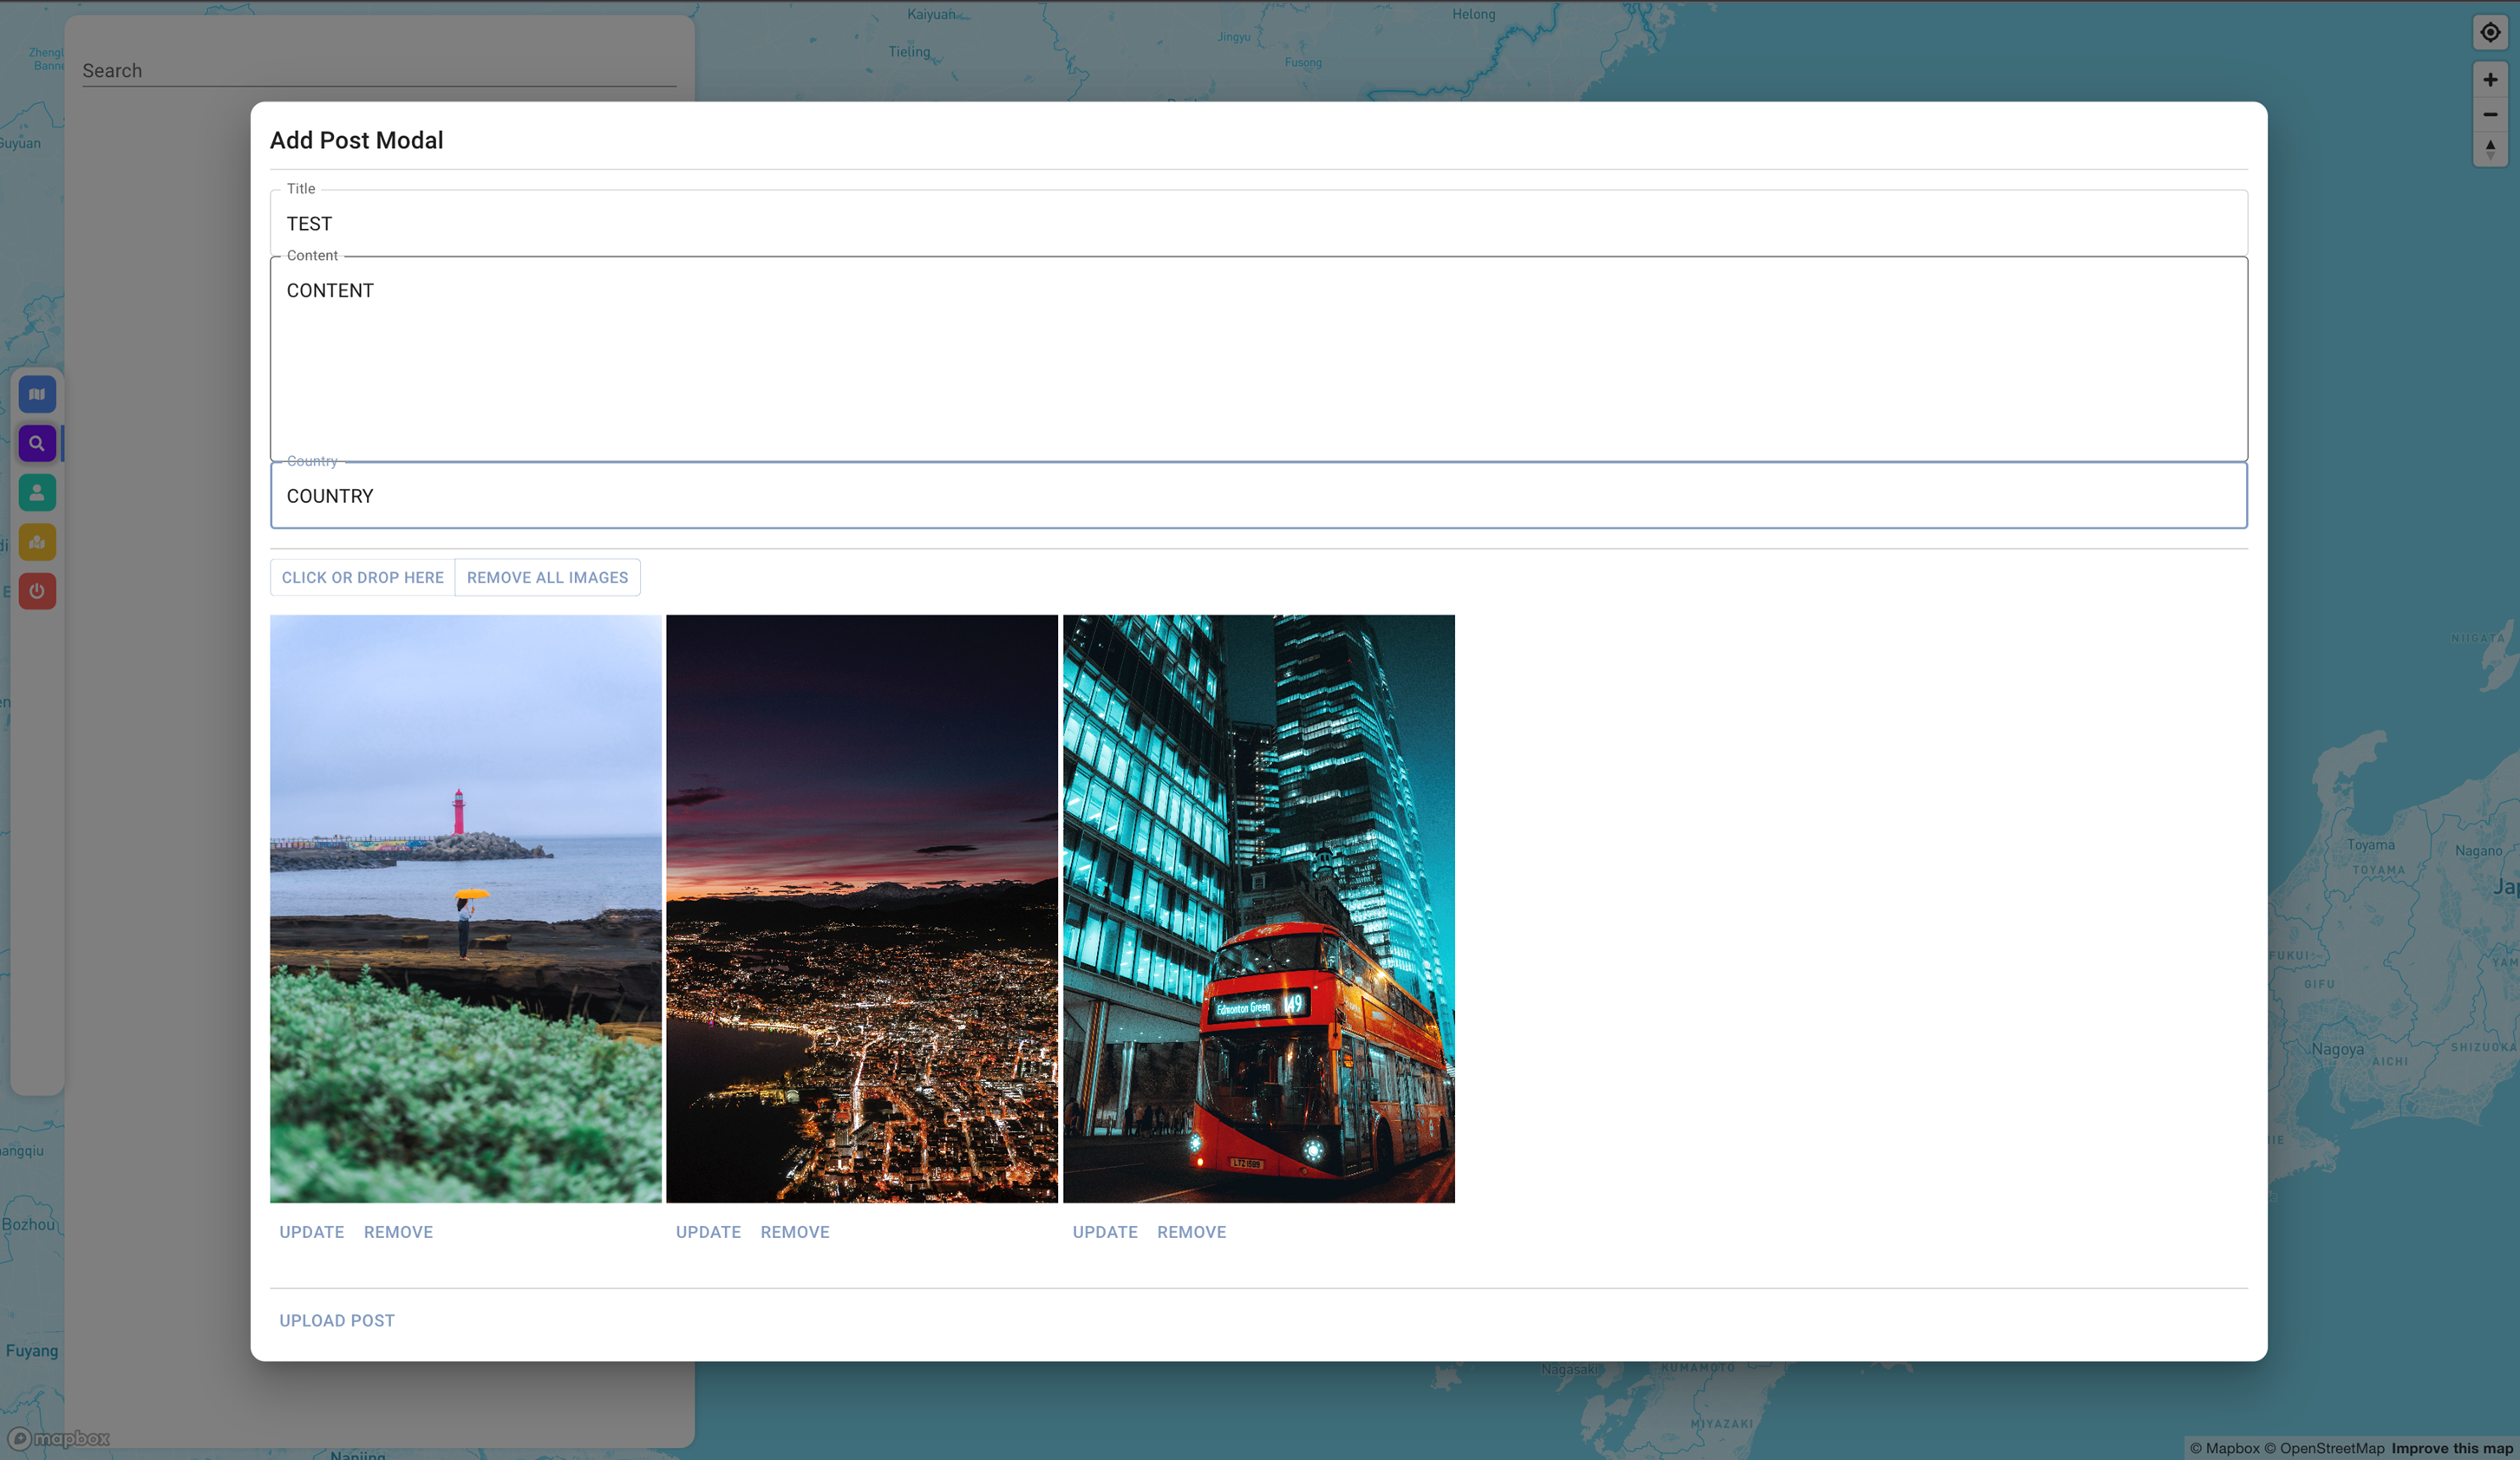 Kaiyuan
Helong
Zhengl
Banne
Tieling
Jingyu
Fusong
Search
Guyuan
Add Post Modal
Title
TEST
Content
CONTENT
Country
COUNTRY
CLICK OR DROP HERE
REMOVE ALL IMAGES
NIIGATA
Toyama
TOYAMA
Nagano
Jap
FUKUI
GIFU
YAM
Edmonton Green 149
Nagoya
AICHI
SHIZUOKA
LTZ 1589
angqiu
MIE
Bozhou
UPDATE REMOVE
UPDATE REMOVE
UPDATE REMOVE
UPLOAD POST
Fuyang
Nagasaki
KUMAMOTO
MIYAZAKI
mapbox
Nanjing
© Mapbox © OpenStreetMap Improve this map